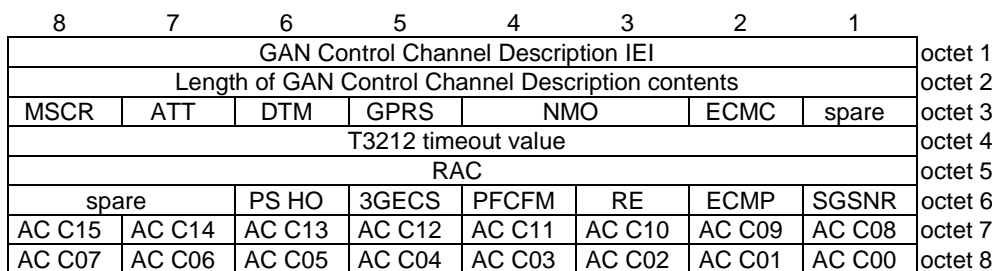 8 7 6 5 4 3 2 1
GAN Control Channel Description IEI octet 1
Length of GAN Control Channel Description contents octet 2
MSCR ATT DTM GPRS NMO ECMC spare octet 3
T3212 timeout value octet 4
RAC octet 5
spare PS HO 3GECS PFCFM RE ECMP SGSNR octet 6
AC C15 AC C14 AC C13 AC C12 AC C11 AC C10 AC C09 AC C08 octet 7
AC C07 AC C06 AC C05 AC C04 AC C03 AC C02 AC C01 AC C00 octet 8